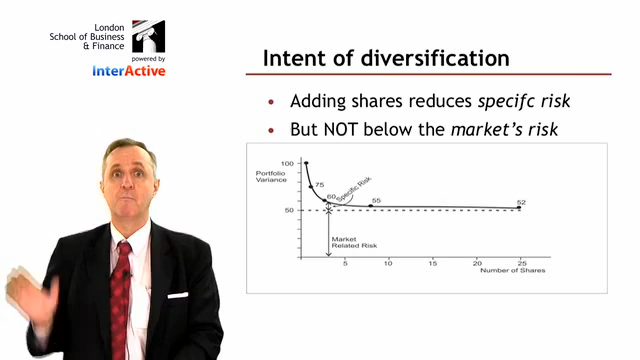 London
School of Business
& Finance
powered by
InterActive
Intent of diversification
• Adding shares reduces specifc risk
• But NOT below the market's risk
100
Portfolio
Variance
75
60
Specific Risk
55
52
50
Market
Related Risk
5
10
15
20
25
Number of Shares